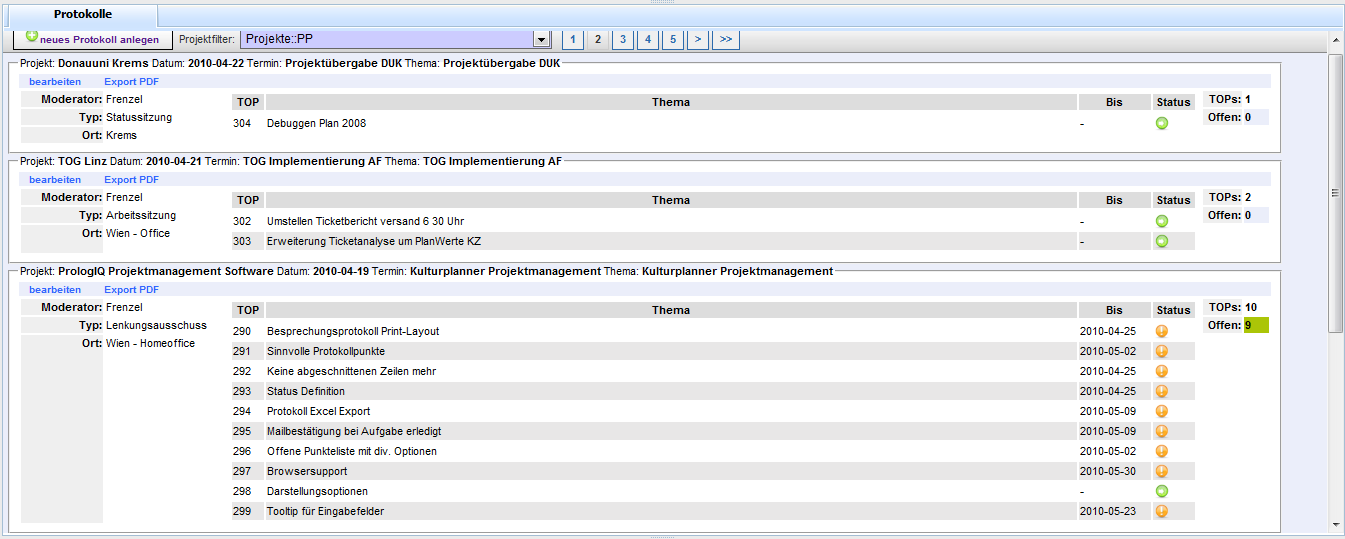 Protokolle
neues Protokoll anlegen Projektfilter: Projekte::PP 1 2 3 4 5 > >>
Projekt: Donauuni Krems Datum: 2010-04-22 Termin: Projektübergabe DUK Thema: Projektübergabe DUK
bearbeiten Export PDF
Moderator: Frenzel TOP Thema Bis Status TOPs: 1
Typ: Statussitzung 304 Debuggen Plan 2008 - Offen: 0
Ort: Krems
Projekt: TOG Linz Datum: 2010-04-21 Termin: TOG Implementierung AF Thema: TOG Implementierung AF
bearbeiten Export PDF
Moderator: Frenzel TOP Thema Bis Status TOPs: 2
Typ: Arbeitssitzung 302 Umstellen Ticketbericht versand 6 30 Uhr - Offen: 0
Ort: Wien - Office 303 Erweiterung Ticketanalyse um PlanWerte KZ -
Projekt: PrologIQ Projektmanagement Software Datum: 2010-04-19 Termin: Kulturplanner Projektmanagement Thema: Kulturplanner Projektmanagement
bearbeiten Export PDF
Moderator: Frenzel TOP Thema Bis Status TOPs: 10
Typ: Lenkungsausschuss 290 Besprechungsprotokoll Print-Layout 2010-04-25 Offen: 9
Ort: Wien - Homeoffice 291 Sinnvolle Protokollpunkte 2010-05-02
292 Keine abgeschnittenen Zeilen mehr 2010-04-25
293 Status Definition 2010-04-25
294 Protokoll Excel Export 2010-05-09
295 Mailbestätigung bei Aufgabe erledigt 2010-05-09
296 Offene Punkteliste mit div. Optionen 2010-05-02
297 Browsersupport 2010-05-30
298 Darstellungsoptionen -
299 Tooltip für Eingabefelder 2010-05-23